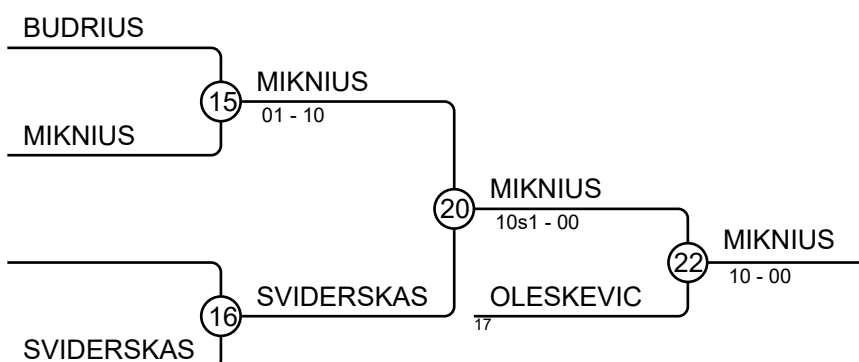 BUDRIUS
15
MIKNIUS
01 - 10
MIKNIUS
20
MIKNIUS
10s1 - 00
22
MIKNIUS
10 - 00
16
SVIDERSKAS
OLESKEVIC
17
SVIDERSKAS